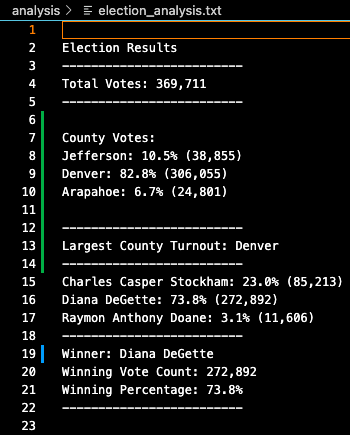 analysis > election_analysis.txt
1
2 Election Results
3 -------------------------
4 Total Votes: 369,711
5 -------------------------
6
7 County Votes:
8 Jefferson: 10.5% (38,855)
9 Denver: 82.8% (306,055)
10 Arapahoe: 6.7% (24,801)
11
12 -------------------------
13 Largest County Turnout: Denver
14 -------------------------
15 Charles Casper Stockham: 23.0% (85,213)
16 Diana DeGette: 73.8% (272,892)
17 Raymon Anthony Doane: 3.1% (11,606)
18 -------------------------
19 Winner: Diana DeGette
20 Winning Vote Count: 272,892
21 Winning Percentage: 73.8%
22 -------------------------
23